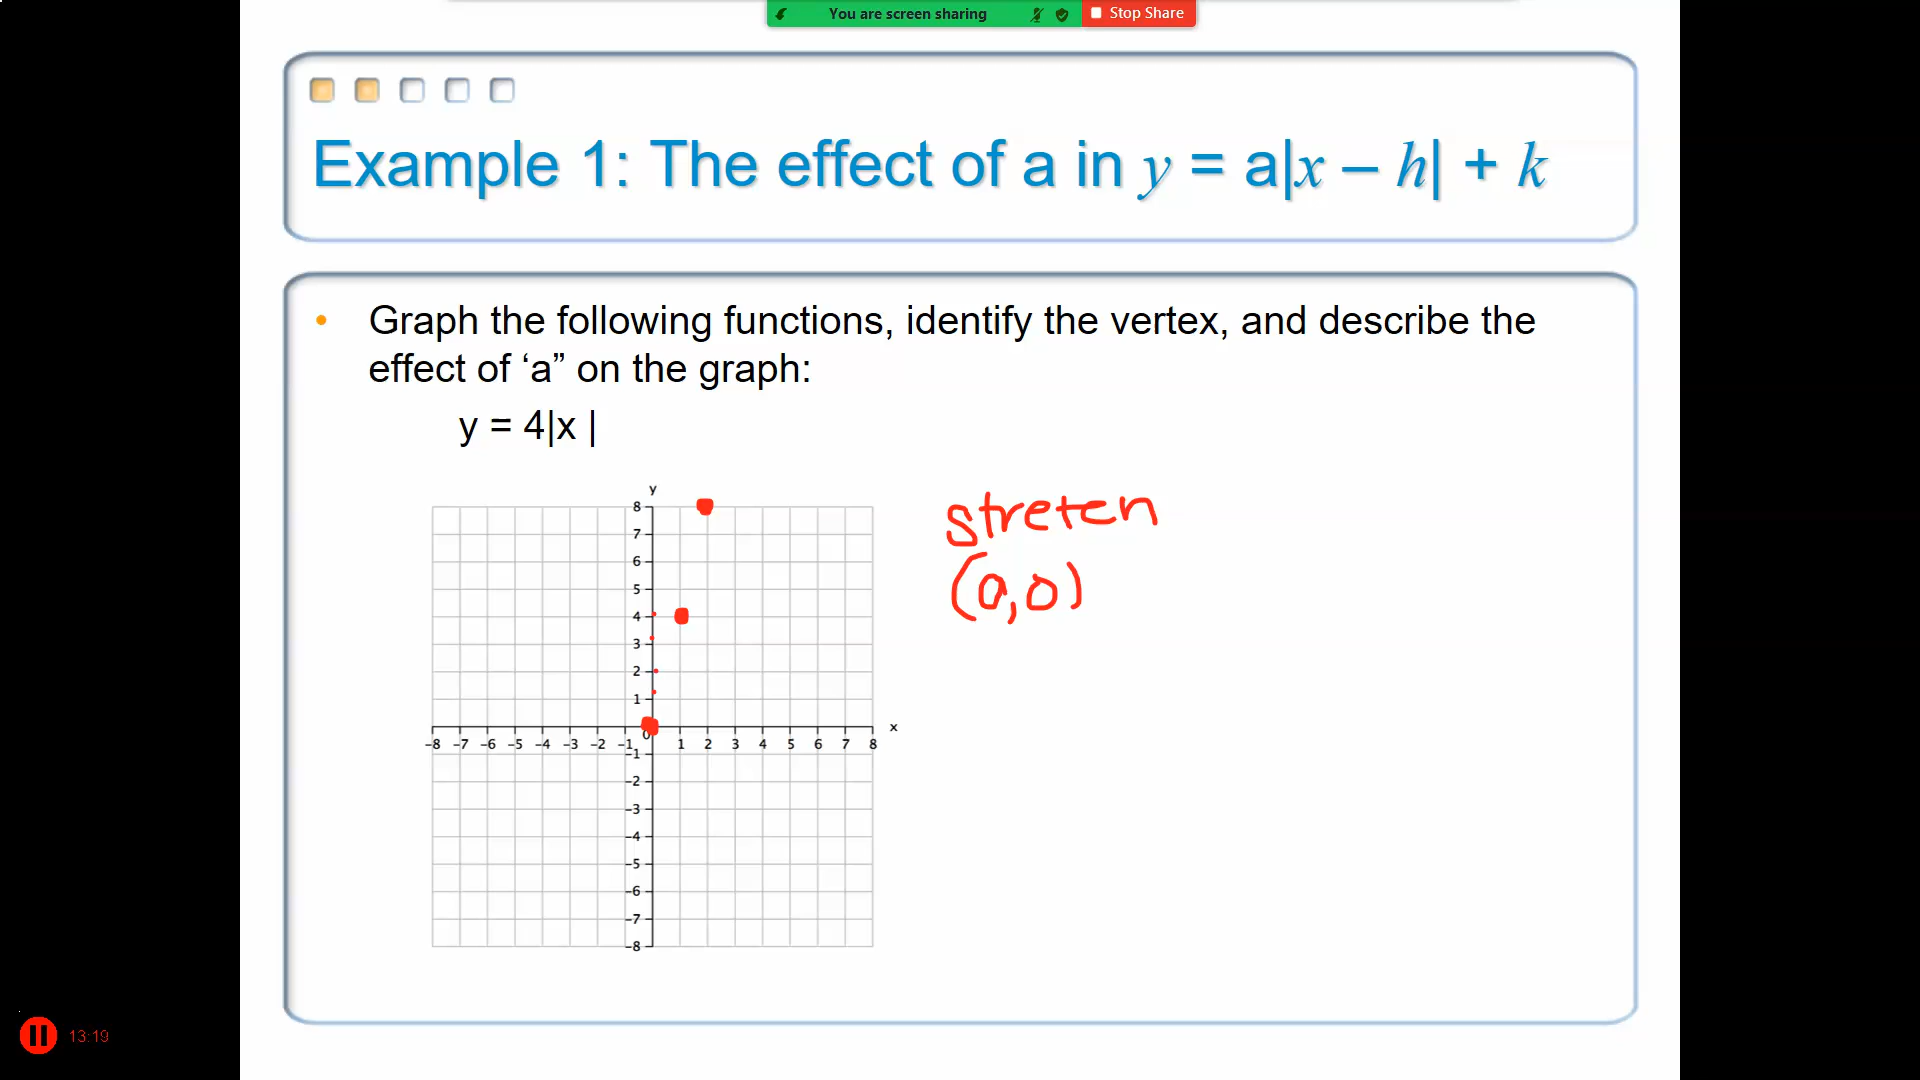 You are screen sharing
Stop Share
Example 1: The effect of a in y = a|x – h| + k
• Graph the following functions, identify the vertex, and describe the
effect of ‘a” on the graph:
y = 4|x |
y
8
7
6
5
4
3
2
1
0
x
-8 -7 -6 -5 -4 -3 -2 -1 1 2 3 4 5 6 7 8
-1
-2
-3
-4
-5
-6
-7
-8
stretch
(0,0)
13:19